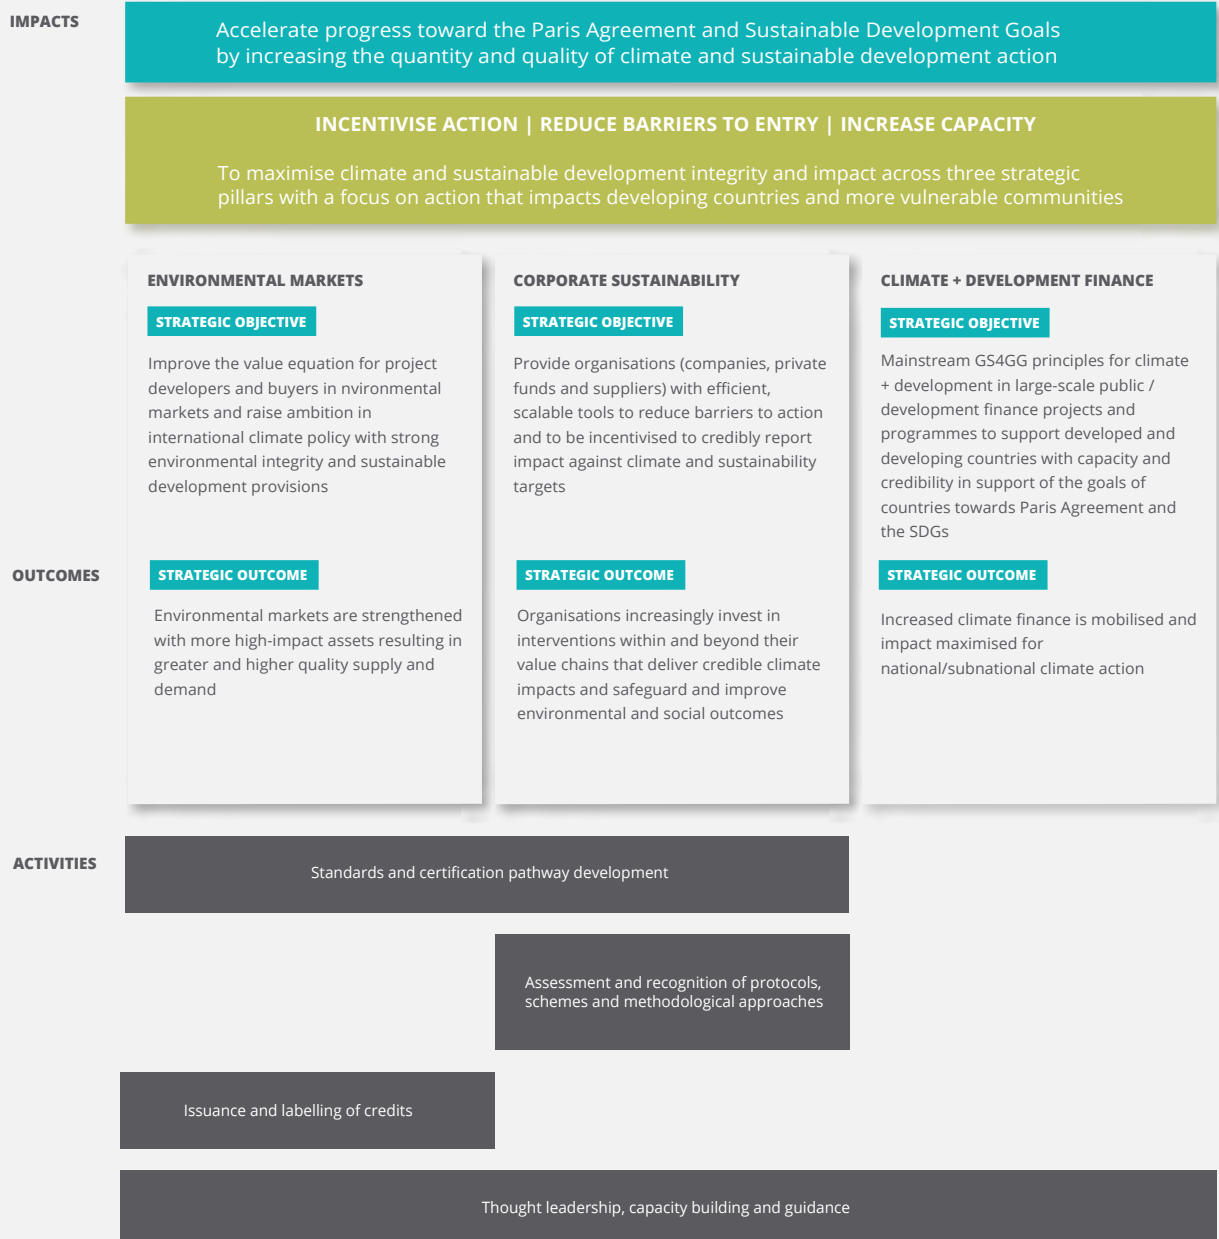 IMPACTS
Accelerate progress toward the Paris Agreement and Sustainable Development Goals
by increasing the quantity and quality of climate and sustainable development action
INCENTIVISE ACTION | REDUCE BARRIERS TO ENTRY | INCREASE CAPACITY
To maximise climate and sustainable development integrity and impact across three strategic
pillars with a focus on action that impacts developing countries and more vulnerable communities
ENVIRONMENTAL MARKETS
STRATEGIC OBJECTIVE
Improve the value equation for project
developers and buyers in nvironmental
markets and raise ambition in
international climate policy with strong
environmental integrity and sustainable
development provisions
CORPORATE SUSTAINABILITY
STRATEGIC OBJECTIVE
Provide organisations (companies, private
funds and suppliers) with efficient,
scalable tools to reduce barriers to action
and to be incentivised to credibly report
impact against climate and sustainability
targets
CLIMATE + DEVELOPMENT FINANCE
STRATEGIC OBJECTIVE
Mainstream GS4GG principles for climate
+ development in large-scale public /
development finance projects and
programmes to support developed and
developing countries with capacity and
credibility in support of the goals of
countries towards Paris Agreement and
the SDGs
OUTCOMES
STRATEGIC OUTCOME
Environmental markets are strengthened
with more high-impact assets resulting in
greater and higher quality supply and
demand
STRATEGIC OUTCOME
Organisations increasingly invest in
interventions within and beyond their
value chains that deliver credible climate
impacts and safeguard and improve
environmental and social outcomes
STRATEGIC OUTCOME
Increased climate finance is mobilised and
impact maximised for
national/subnational climate action
ACTIVITIES
Standards and certification pathway development
Assessment and recognition of protocols,
schemes and methodological approaches
Issuance and labelling of credits
Thought leadership, capacity building and guidance